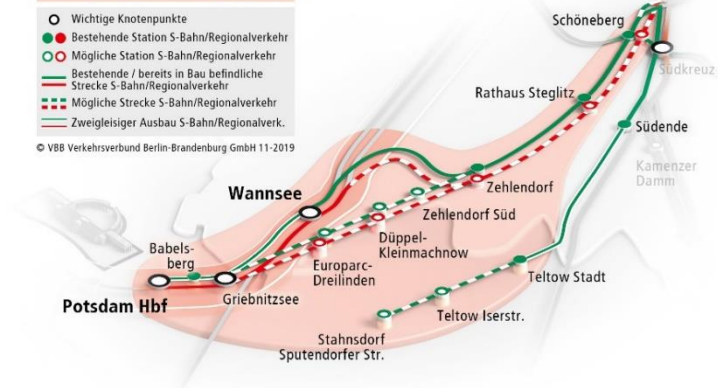 Wichtige Knotenpunkte
Bestehende Station S-Bahn/Regionalverkehr
Mögliche Station S-Bahn/Regionalverkehr
Bestehende / bereits in Bau befindliche
Strecke S-Bahn/Regionalverkehr
Mögliche Strecke S-Bahn/Regionalverkehr
Zweigleisiger Ausbau S-Bahn/Regionalverk.
© VBB Verkehrsverbund Berlin-Brandenburg GmbH 11-2019
Schöneberg
Südkreuz
Rathaus Steglitz
Südende
Kamenzer
Damm
Wannsee
Zehlendorf
Zehlendorf Süd
Babels-
berg
Düppel-
Kleinmachnow
Europarc-
Dreilinden
Teltow Stadt
Griebnitzsee
Potsdam Hbf
Teltow Iserstr.
Stahnsdorf
Sputendorfer Str.